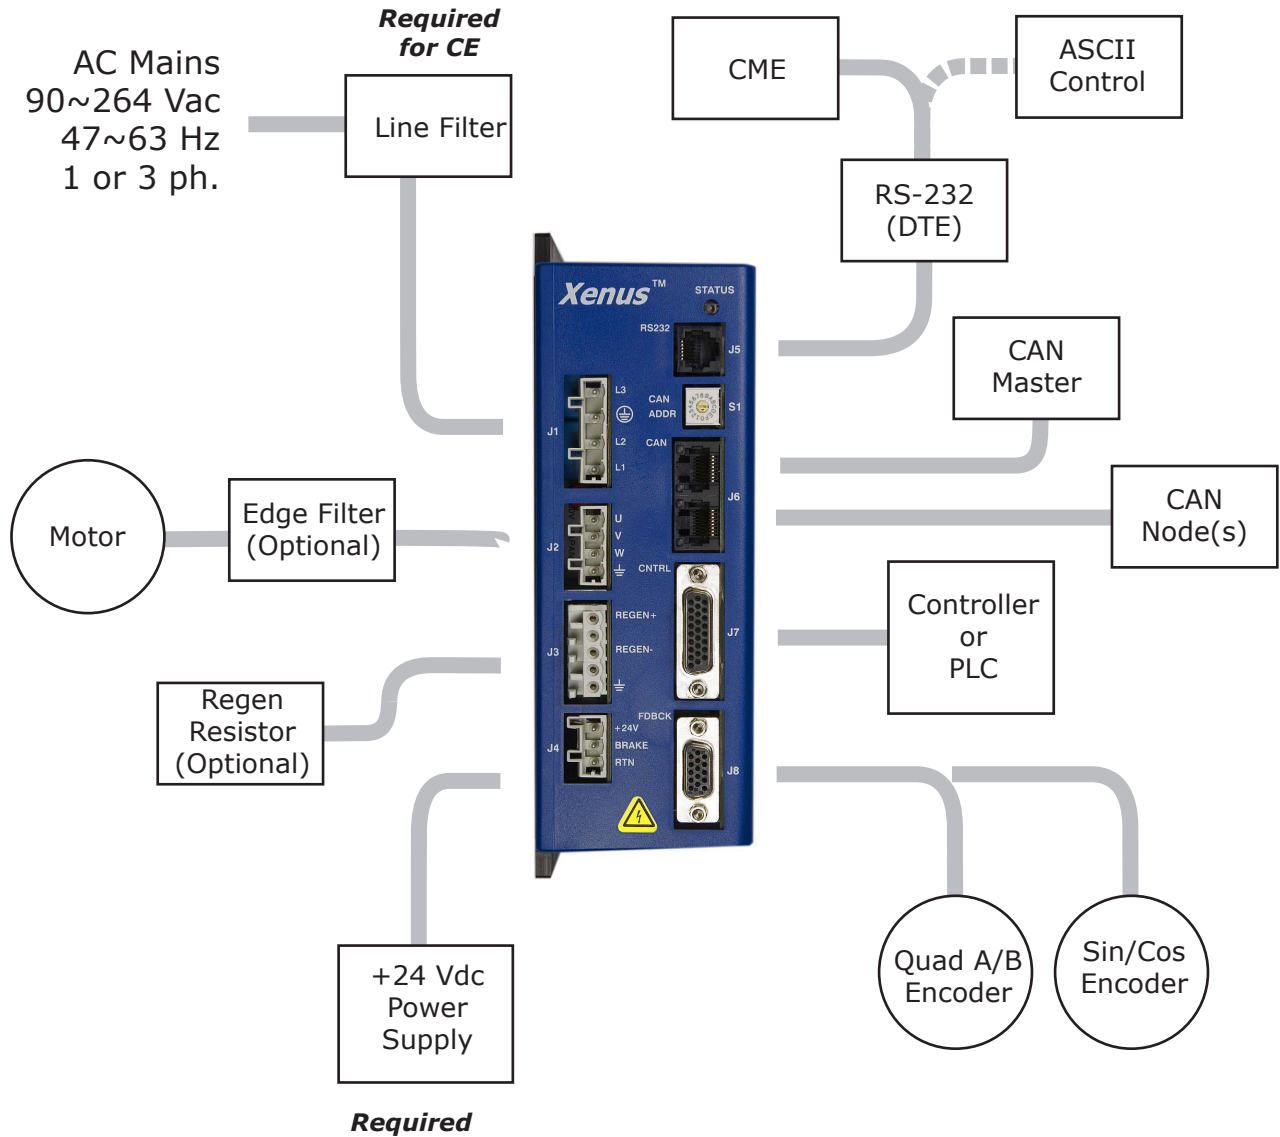 Required
for CE
AC Mains
90~264 Vac
47~63 Hz
1 or 3 ph.
Line Filter
CME
ASCII
Control
RS-232
(DTE)
Xenus™
STATUS
RS232
J5
CAN
Master
L3
L2
L1
J1
CAN
ADDR
S1
CAN
J6
CAN
Node(s)
Motor
Edge Filter
(Optional)
U
V
W
J2
CNTRL
J7
Controller
or
PLC
REGEN+
REGEN-
J3
Regen
Resistor
(Optional)
FDBCK
+24V
BRAKE
RTN
J4
J8
Quad A/B
Encoder
Sin/Cos
Encoder
+24 Vdc
Power
Supply
Required